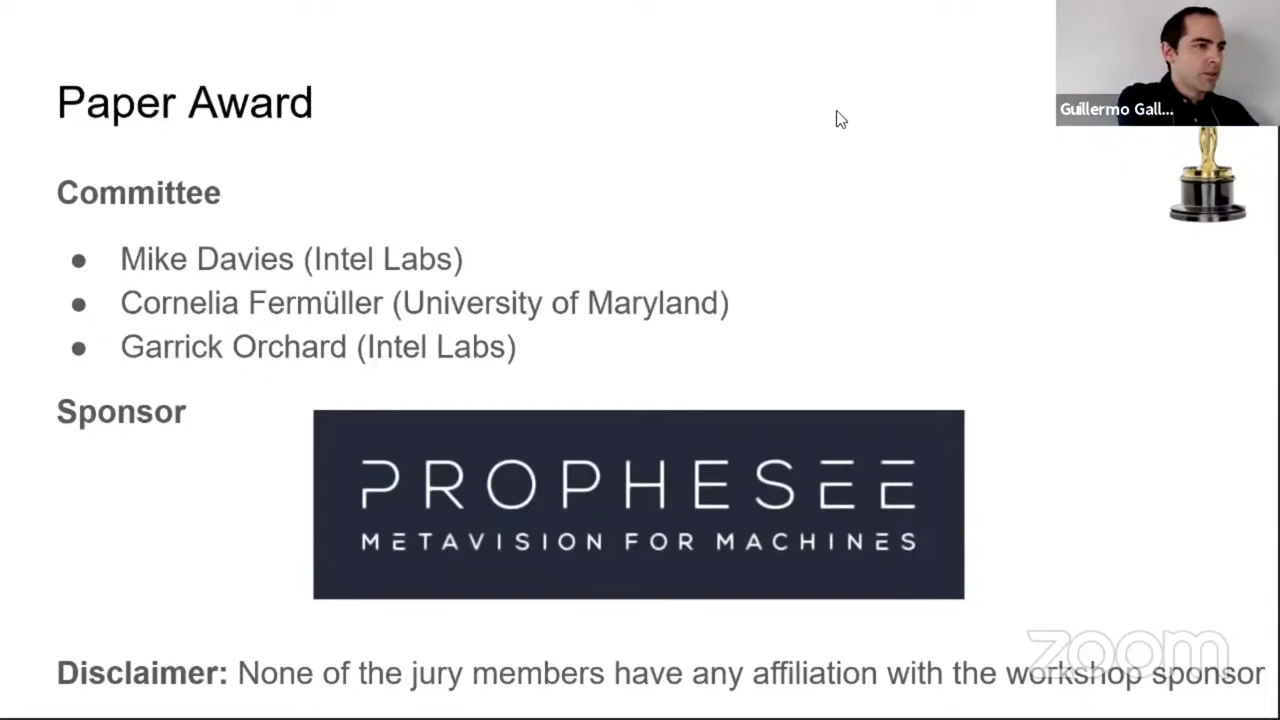 Paper Award
Guillermo Gall...
Committee
● Mike Davies (Intel Labs)
● Cornelia Fermüller (University of Maryland)
● Garrick Orchard (Intel Labs)
Sponsor
PROPHESEE
METAVISION FOR MACHINES
zoom
Disclaimer: None of the jury members have any affiliation with the workshop sponsor